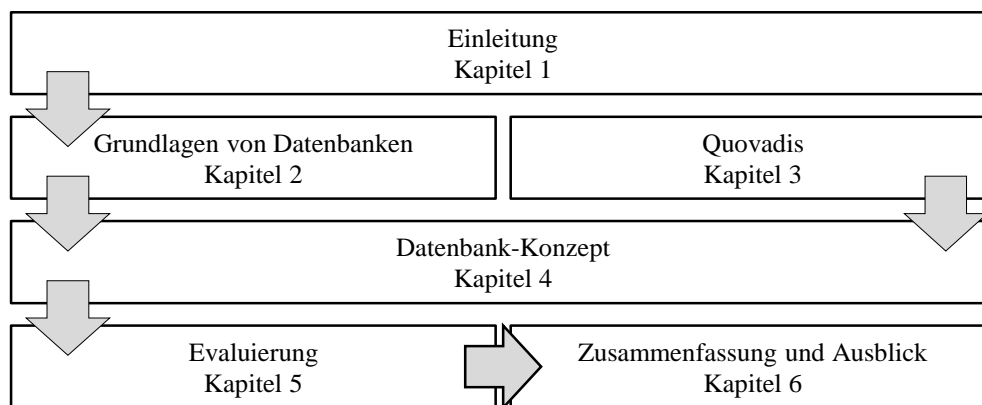 Einleitung
Kapitel 1
Grundlagen von Datenbanken
Kapitel 2
Quovadis
Kapitel 3
Datenbank-Konzept
Kapitel 4
Evaluierung
Kapitel 5
Zusammenfassung und Ausblick
Kapitel 6